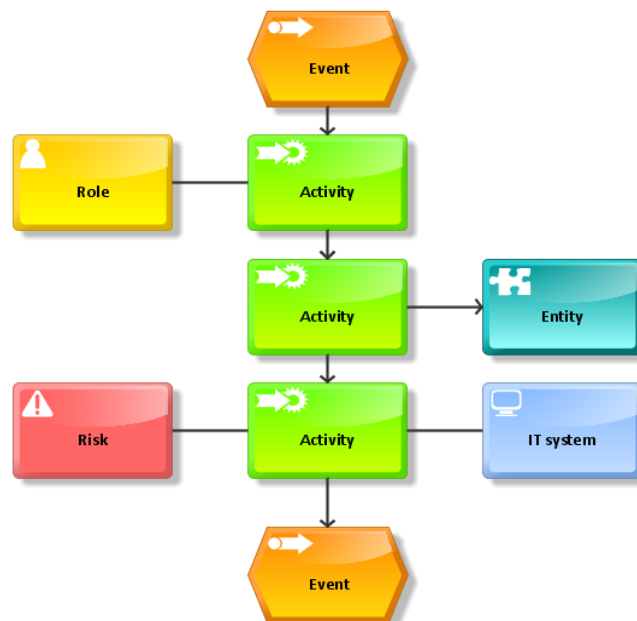 Event
Role
Activity
Activity
Entity
Risk
Activity
IT system
Event